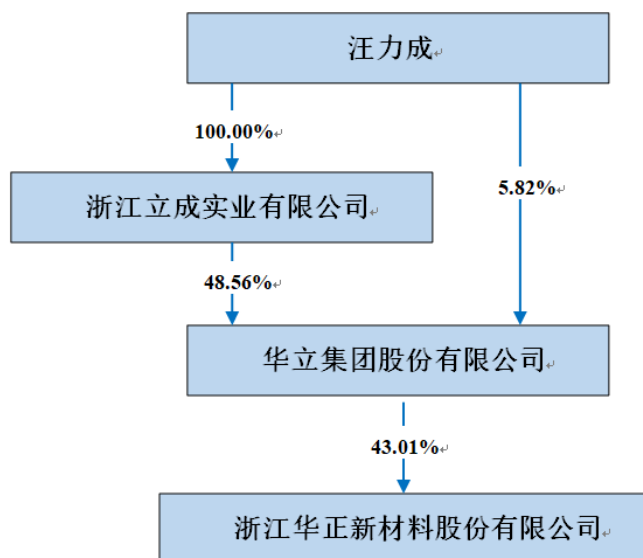 汪力成
100.00%
5.82%
浙江立成实业有限公司
48.56%
华立集团股份有限公司
43.01%
浙江华正新材料股份有限公司